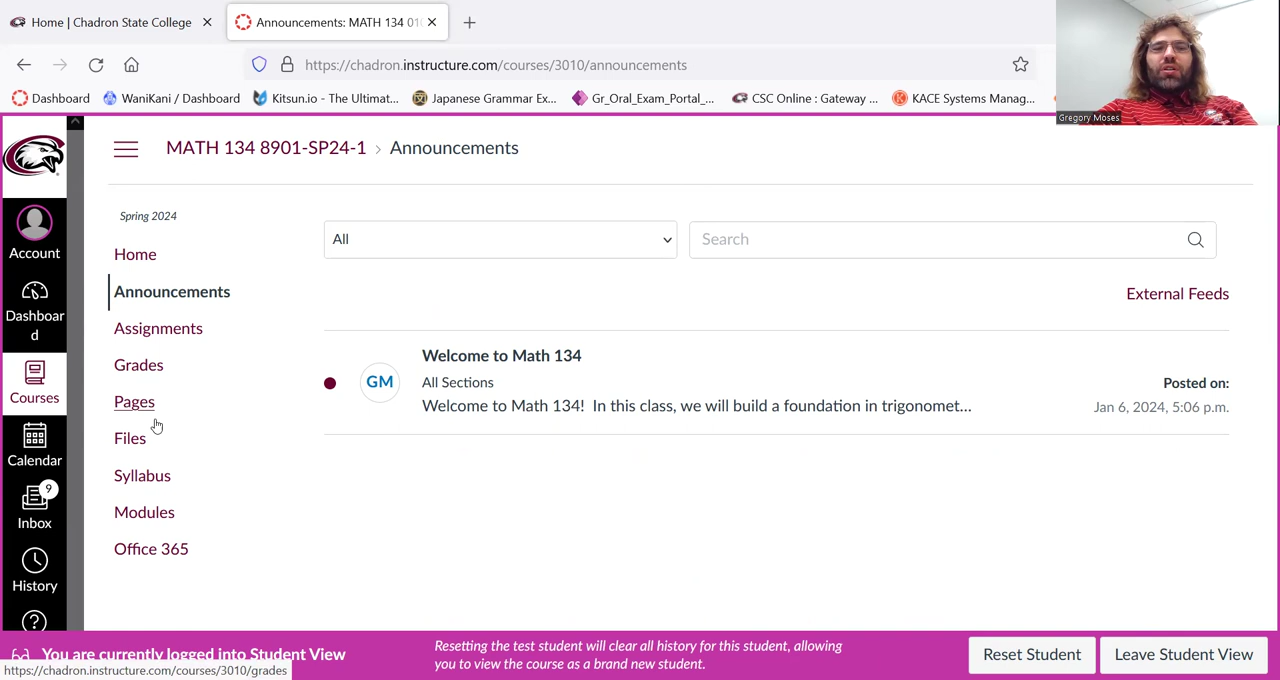 Home | Chadron State College
Announcements: MATH 134 010
https://chadron.instructure.com/courses/3010/announcements
Dashboard
WaniKani / Dashboard
Kitsun.io - The Ultimat...
Japanese Grammar Ex...
Gr_Oral_Exam_Portal_...
CSC Online : Gateway ...
KACE Systems Manag...
Gregory Moses
MATH 134 8901-SP24-1 › Announcements
Spring 2024
Home
Announcements
Assignments
Grades
Pages
Files
Syllabus
Modules
Office 365
Account
Dashboar
d
Courses
Calendar
9
Inbox
History
All
Search
External Feeds
Welcome to Math 134
GM
All Sections
Welcome to Math 134! In this class, we will build a foundation in trigonomet...
Posted on:
Jan 6, 2024, 5:06 p.m.
You are currently logged into Student View
Resetting the test student will clear all history for this student, allowing
you to view the course as a brand new student.
Reset Student
Leave Student View
https://chadron.instructure.com/courses/3010/grades